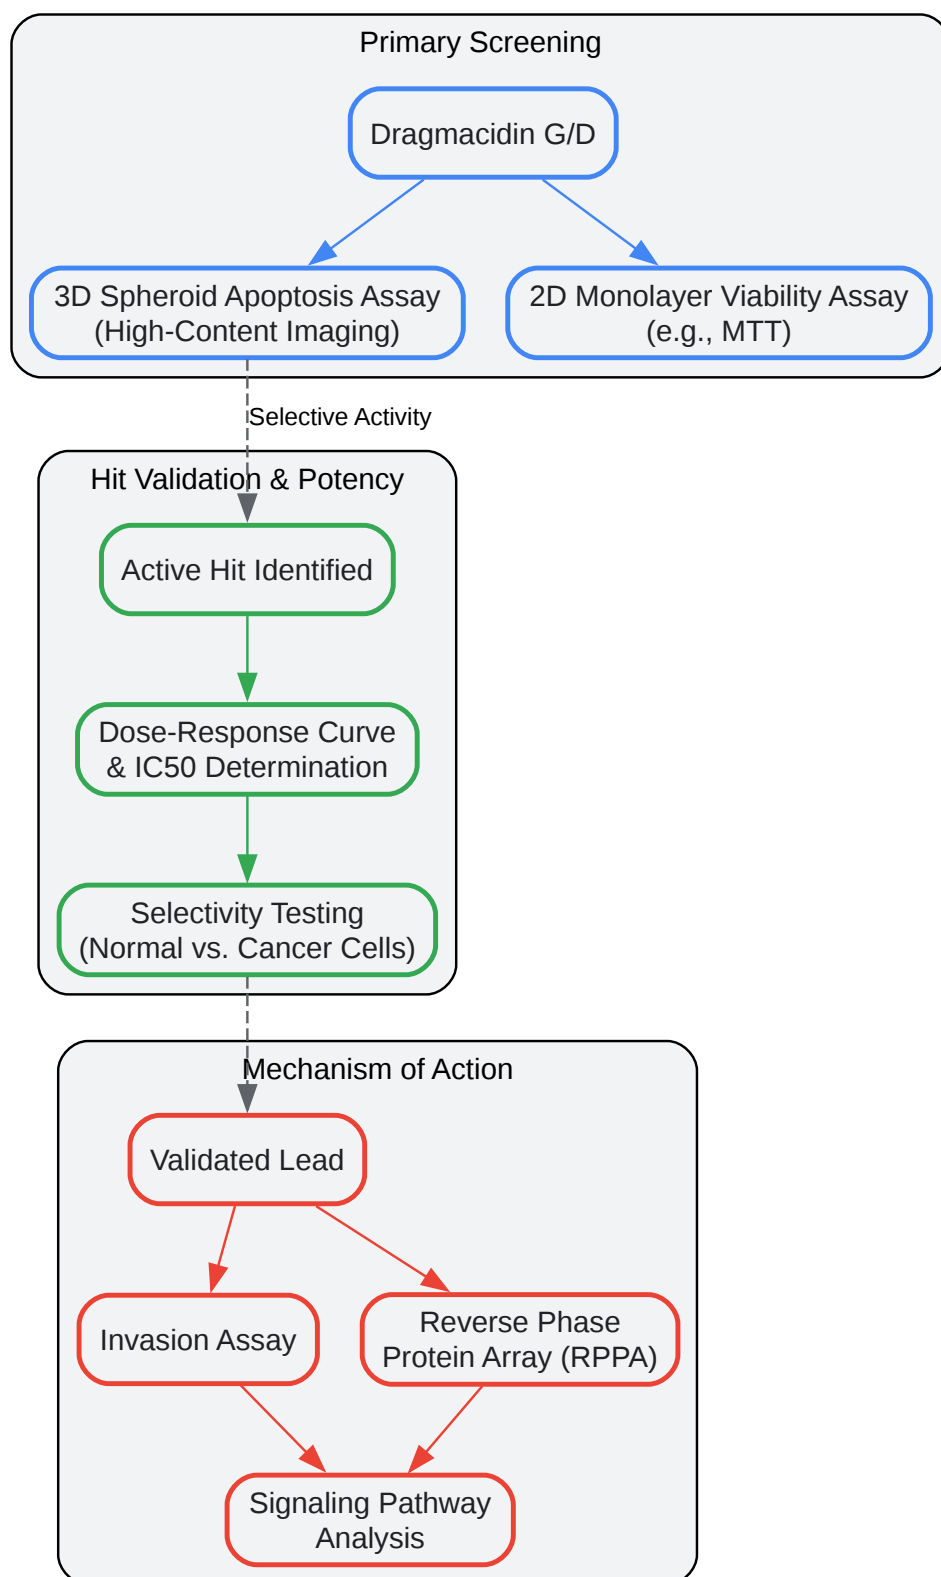 Primary Screening
Dragmacidin G/D
3D Spheroid Apoptosis Assay
(High-Content Imaging)
2D Monolayer Viability Assay
(e.g., MTT)
Selective Activity
Hit Validation & Potency
Active Hit Identified
Dose-Response Curve
& IC50 Determination
Selectivity Testing
(Normal vs. Cancer Cells)
Mechanism of Action
Validated Lead
Invasion Assay
Reverse Phase
Protein Array (RPPA)
Signaling Pathway
Analysis